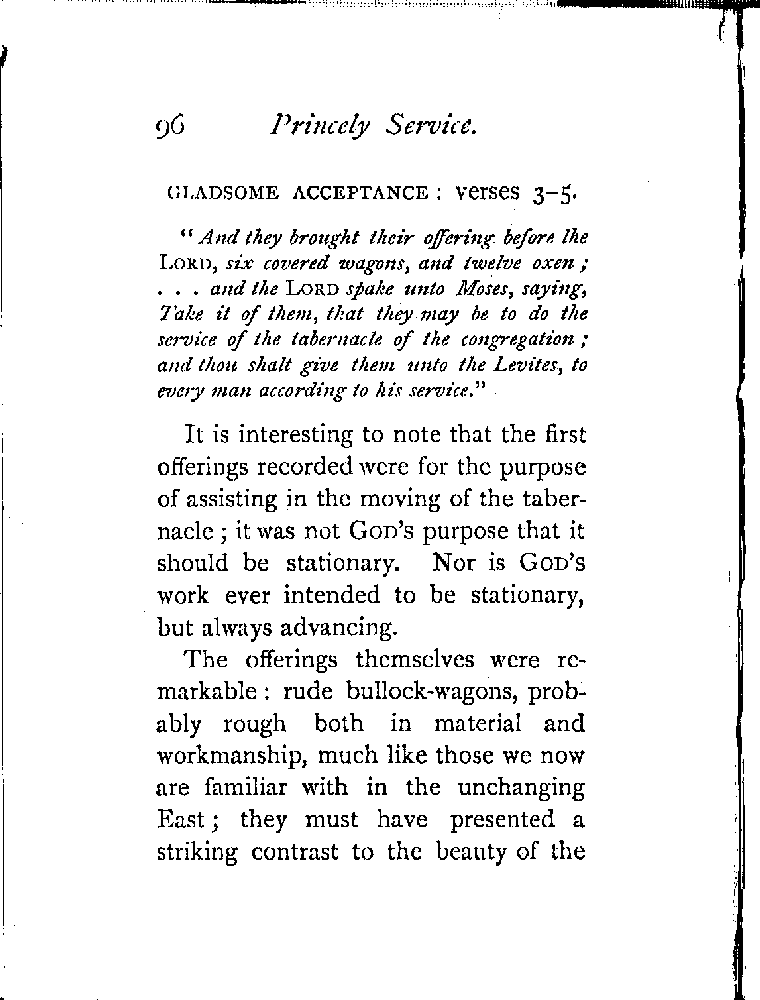 96 Princely Service.
GLADSOME ACCEPTANCE : verses 3–5.
“ And they brought their offering before the
LORD, six covered wagons, and twelve oxen ;
. . . and the LORD spake unto Moses, saying,
Take it of them, that they may be to do the
service of the tabernacle of the congregation ;
and thou shalt give them unto the Levites, to
every man according to his service.”
It is interesting to note that the first
offerings recorded were for the purpose
of assisting in the moving of the taber-
nacle ; it was not GOD’S purpose that it
should be stationary. Nor is GOD’S
work ever intended to be stationary,
but always advancing.
The offerings themselves were re-
markable : rude bullock-wagons, prob-
ably rough both in material and
workmanship, much like those we now
are familiar with in the unchanging
East ; they must have presented a
striking contrast to the beauty of the